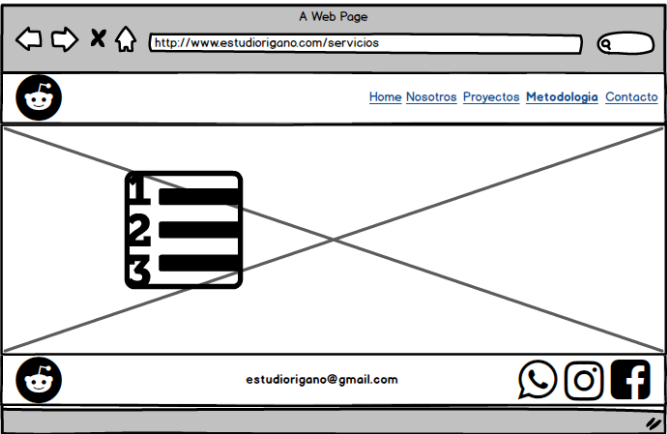 A Web Page
http://www.estudiorigano.com/servicios
Home Nosotros Proyectos Metodologia Contacto
1
2
3
estudiorigano@gmail.com